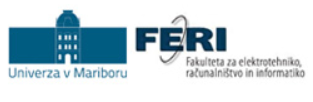 Univerza v Mariboru
FERI
Fakulteta za elektrotehniko,
računalništvo in informatiko